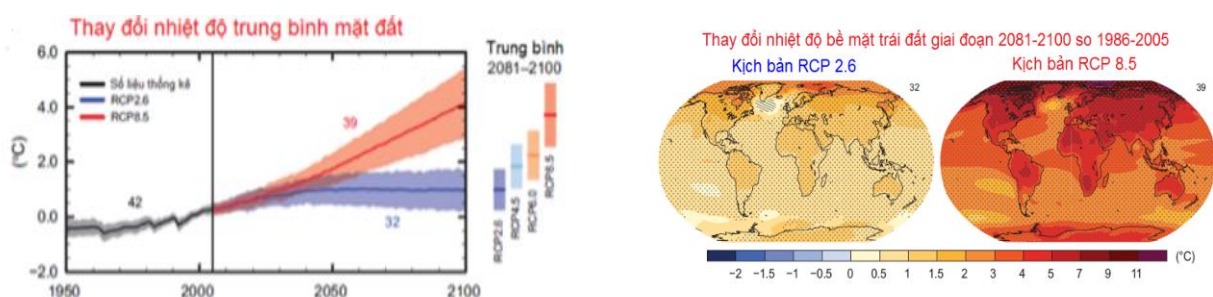 Thay đổi nhiệt độ trung bình mặt đất
6.0
4.0
2.0
0.0
−2.0
(°C)
Số liệu thống kê
RCP2.6
RCP8.5
42
39
32
1950
2000
2050
2100
Trung bình
2081–2100
RCP2.6
RCP4.5
RCP6.0
RCP8.5
Thay đổi nhiệt độ bề mặt trái đất giai đoạn 2081-2100 so 1986-2005
Kịch bản RCP 2.6
Kịch bản RCP 8.5
32
39
−2 −1.5 −1 −0.5 0 0.5 1 1.5 2 3 4 5 7 9 11
(°C)